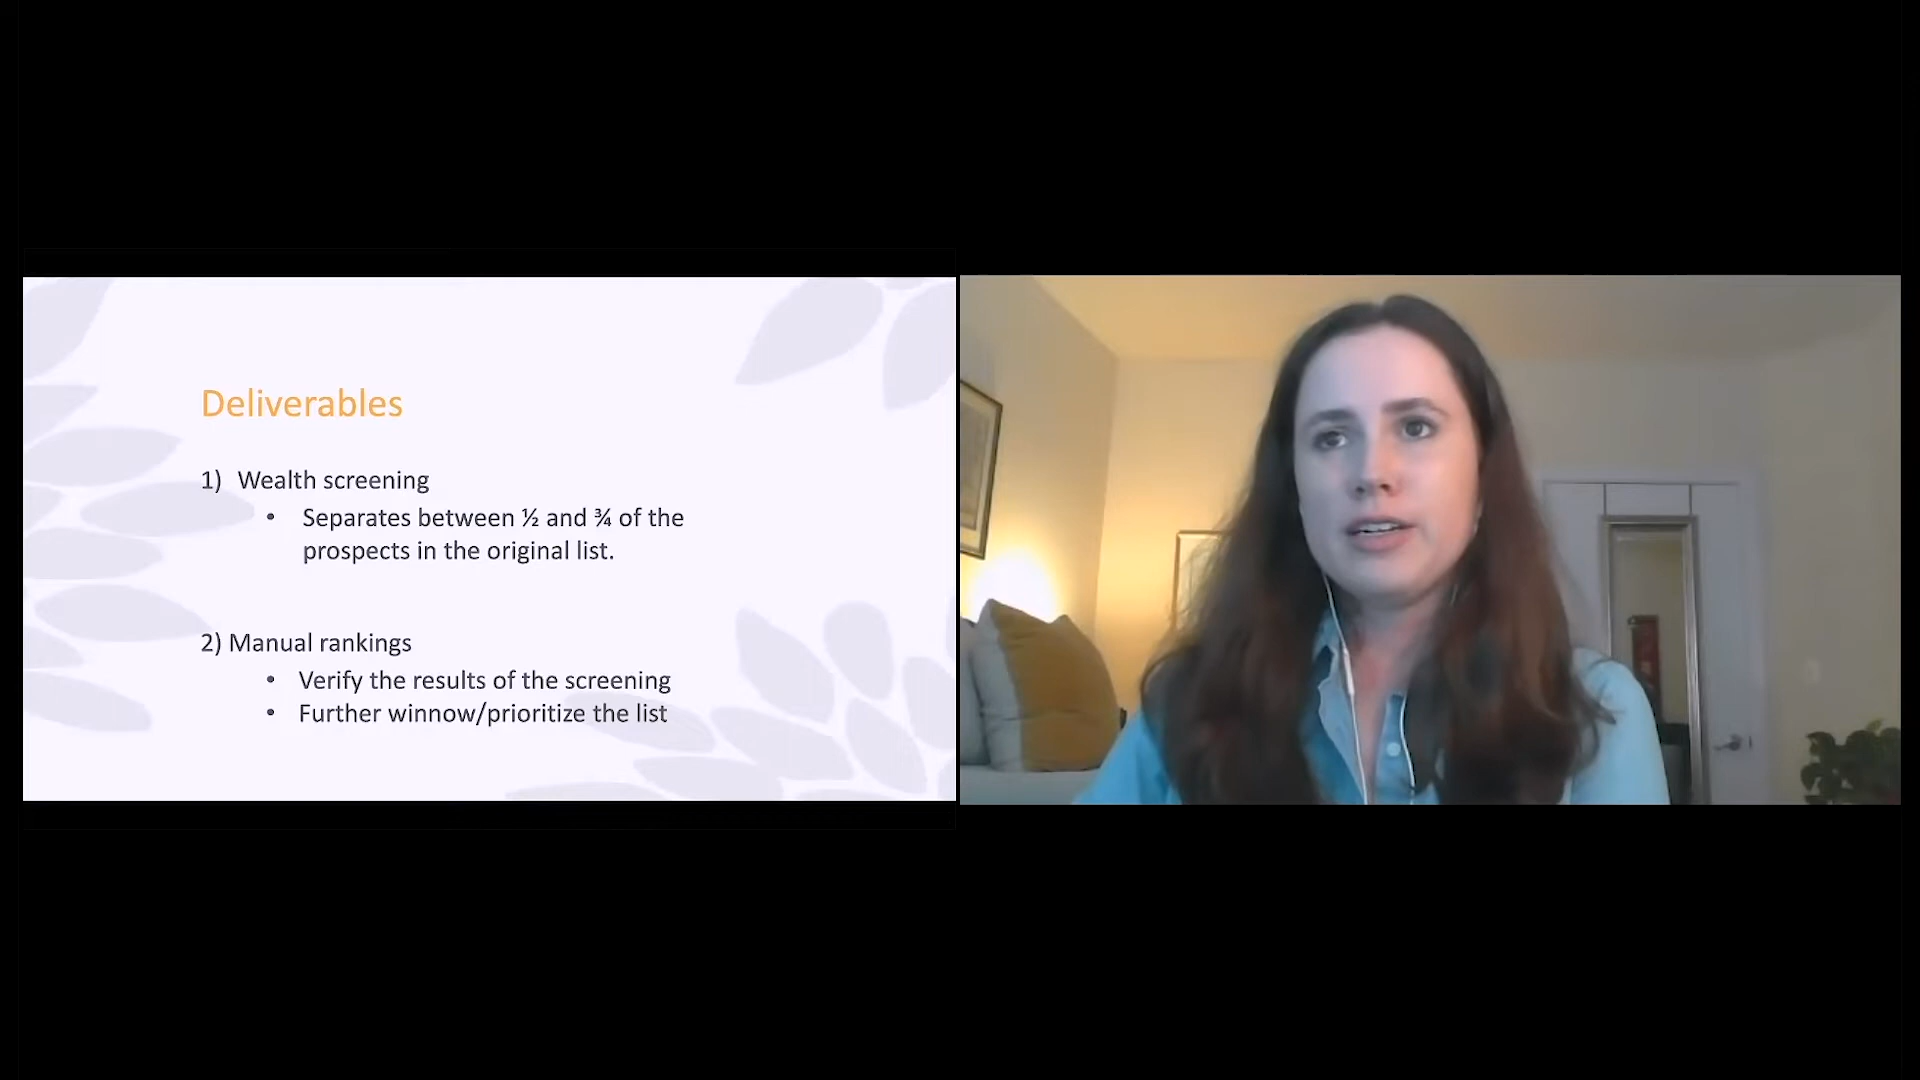 Deliverables
1) Wealth screening
• Separates between ½ and ¾ of the
prospects in the original list.
2) Manual rankings
• Verify the results of the screening
• Further winnow/prioritize the list